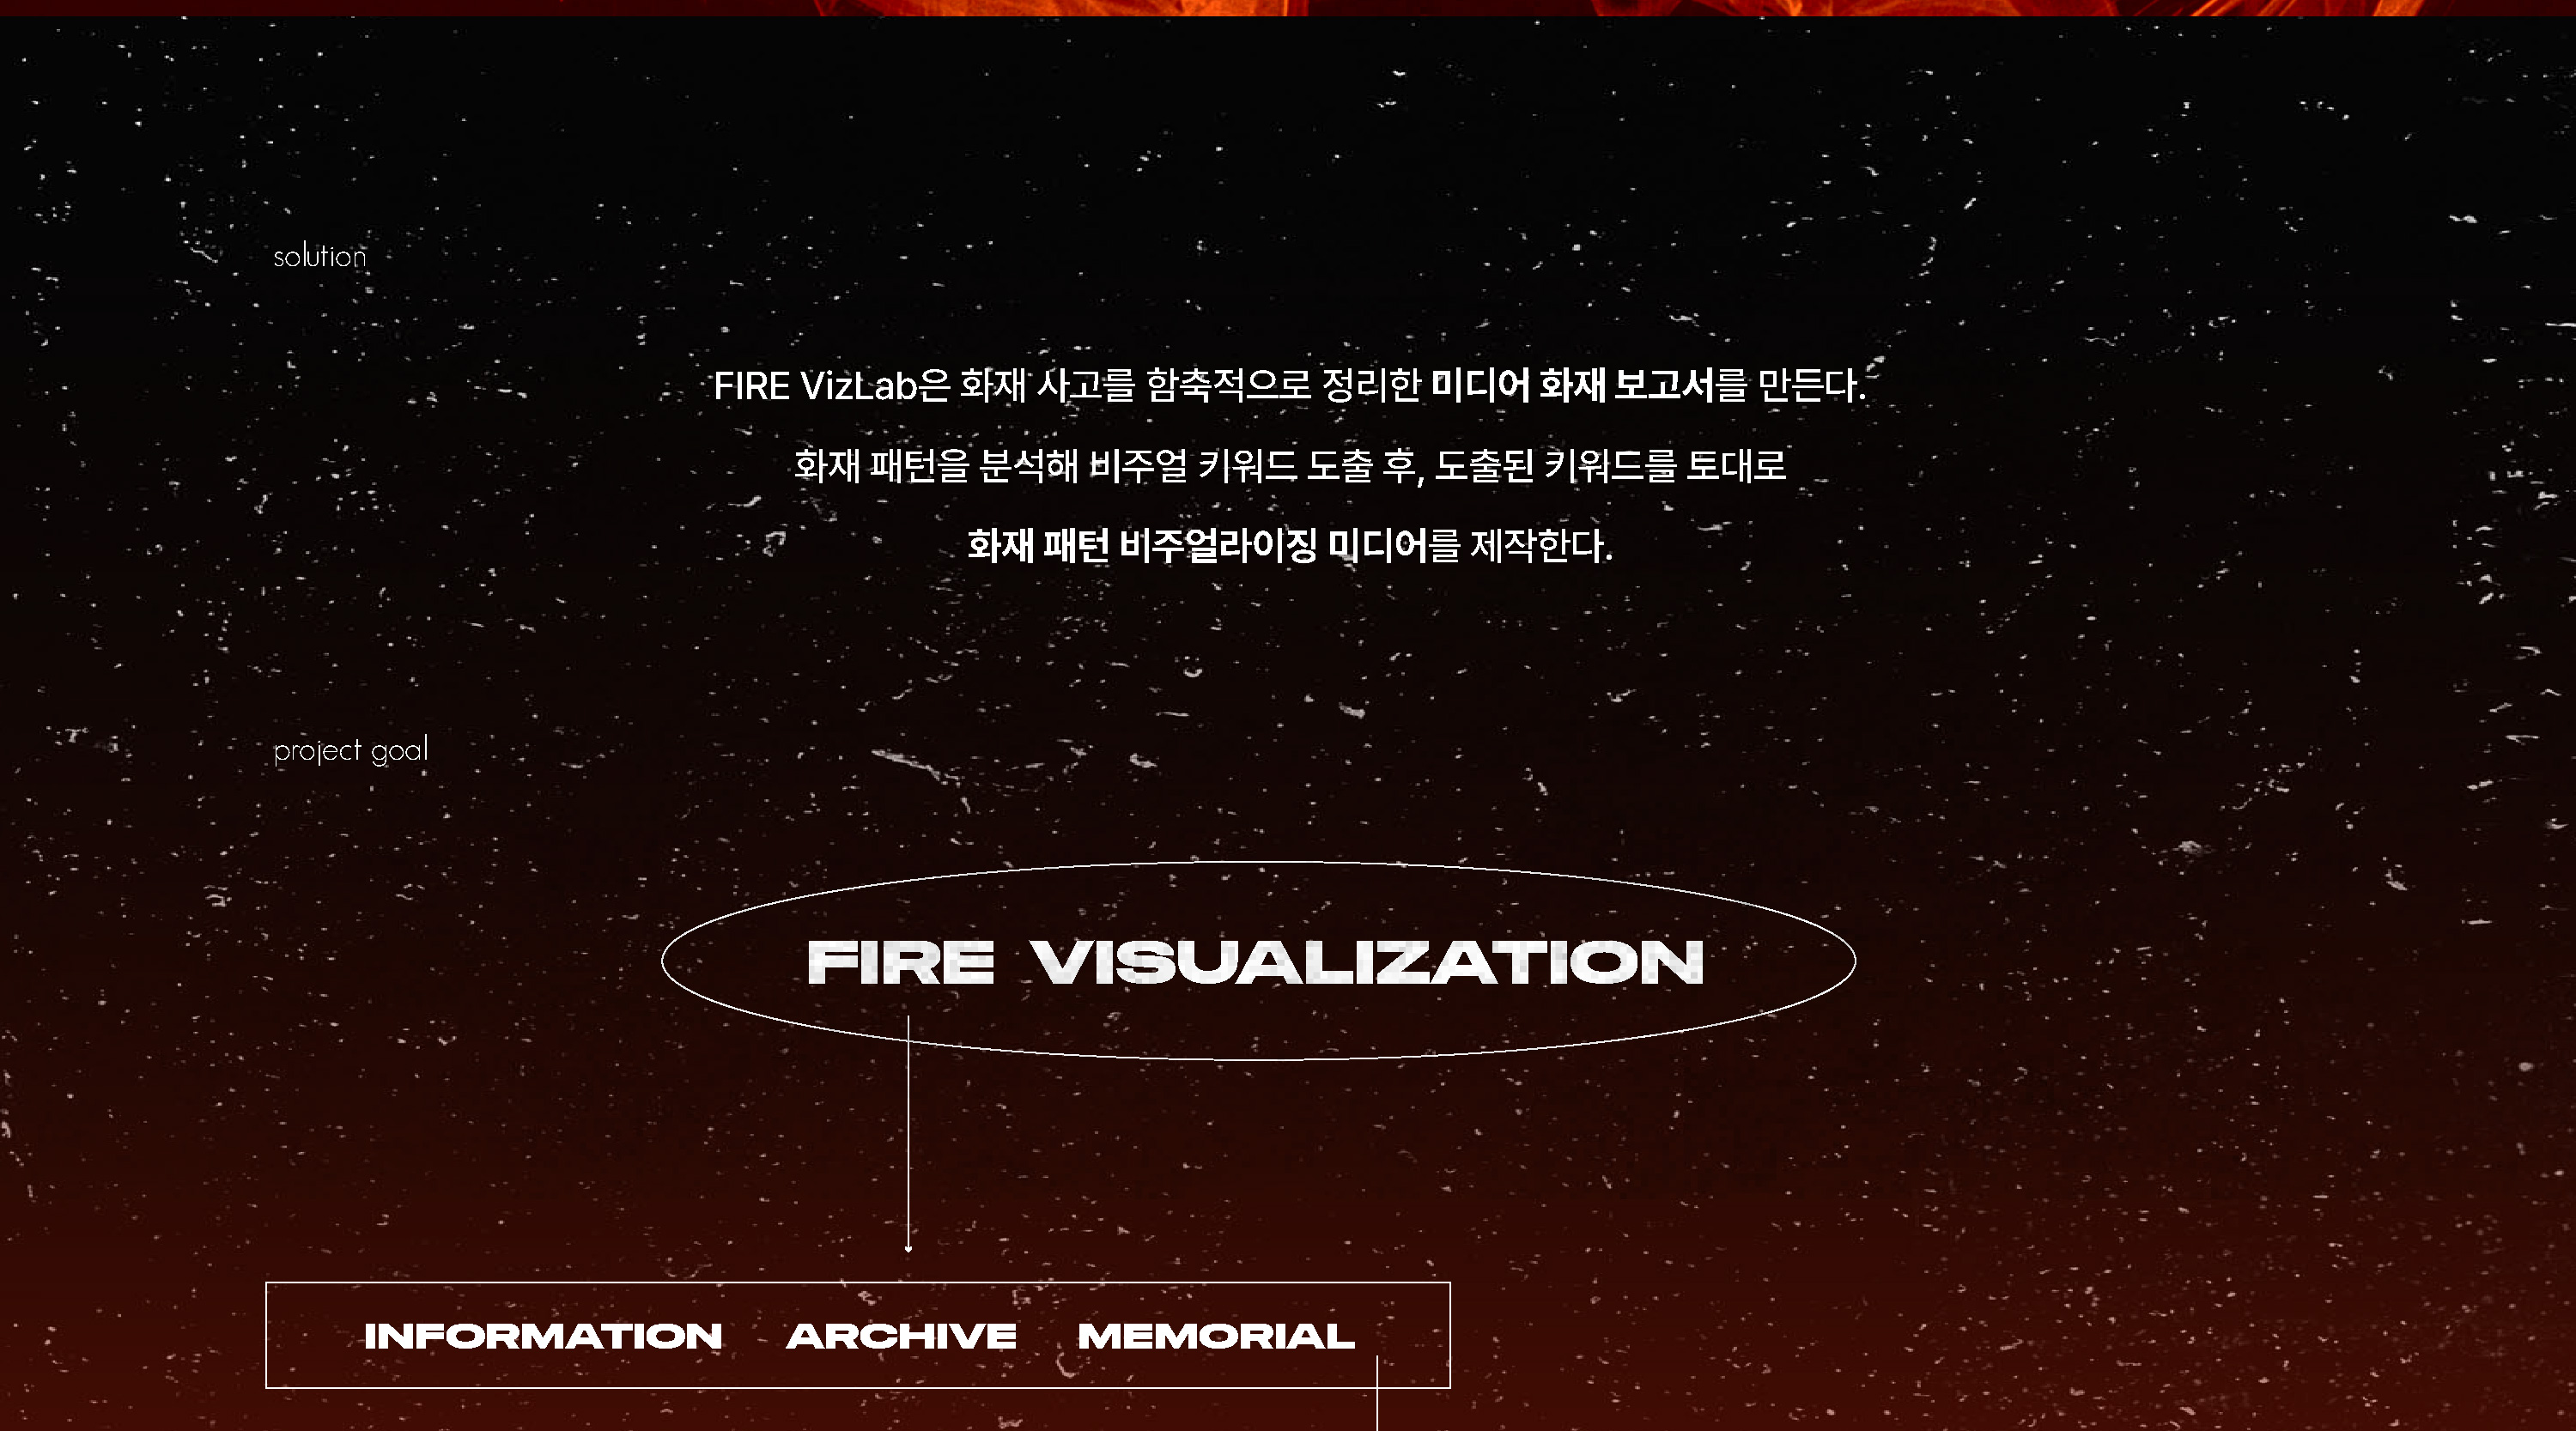 solution
FIRE VizLab은 화재 사고를 함축적으로 정리한 미디어 화재 보고서를 만든다.
화재 패턴을 분석해 비주얼 키워드 도출 후, 도출된 키워드를 토대로
화재 패턴 비주얼라이징 미디어를 제작한다.
project goal
FIRE VISUALIZATION
INFORMATION ARCHIVE MEMORIAL